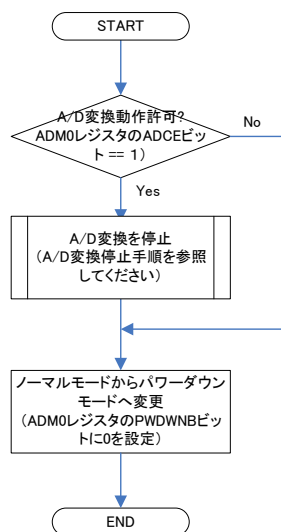 START
A/D変換動作許可?
ADM0レジスタのADCEビッ
ト == 1)
No
Yes
A/D変換を停止
(A/D変換停止手順を参照
してください)
ノーマルモードからパワーダウン
モードへ変更
(ADM0レジスタのPWDWNBビッ
トに0を設定)
END